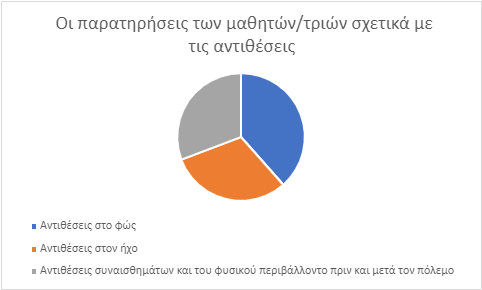 Οι παρατηρήσεις των μαθητών/τριών σχετικά με
τις αντιθέσεις
Αντιθέσεις στο φώς
Αντιθέσεις στον ήχο
Αντιθέσεις συναισθημάτων και του φυσικού περιβάλλοντο πριν και μετά τον πόλεμο